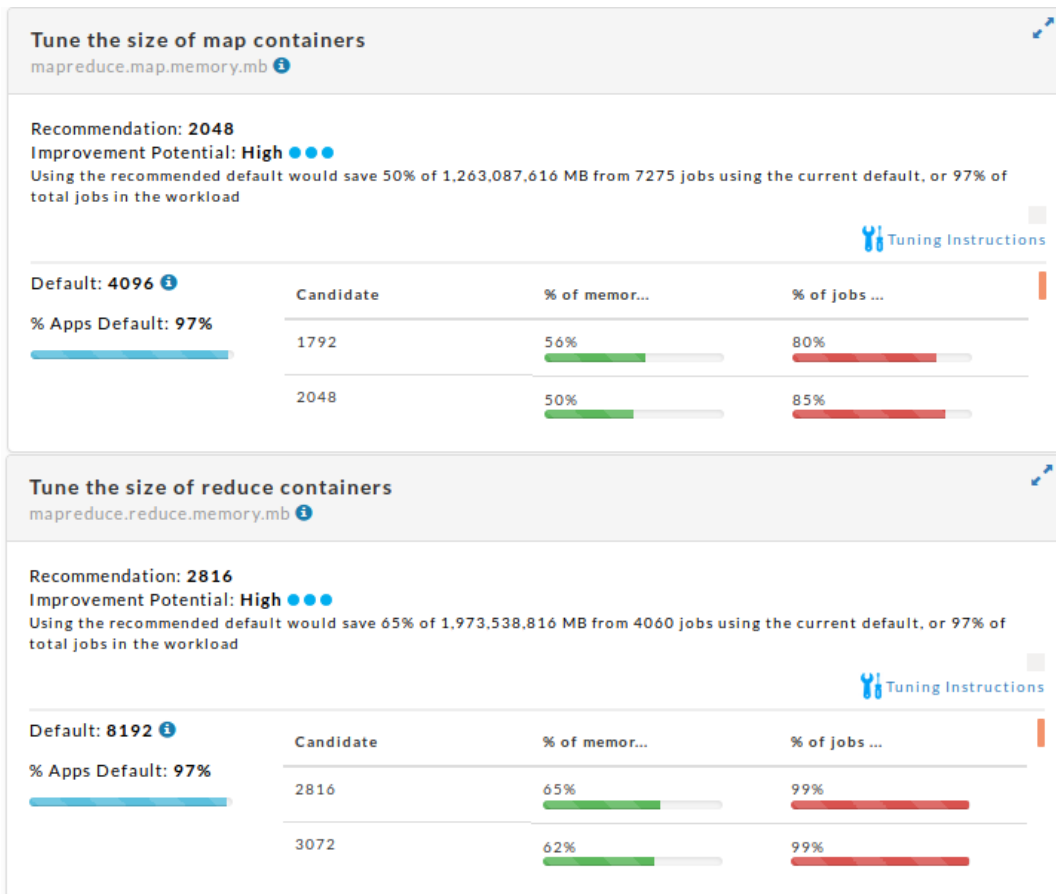 Tune the size of map containers
mapreduce.map.memory.mb
Recommendation: 2048
Improvement Potential: High
Using the recommended default would save 50% of 1,263,087,616 MB from 7275 jobs using the current default, or 97% of
total jobs in the workload
Tuning Instructions
Default: 4096
% Apps Default: 97%
Candidate % of memor... % of jobs ...
1792 56% 80%
2048 50% 85%
Tune the size of reduce containers
mapreduce.reduce.memory.mb
Recommendation: 2816
Improvement Potential: High
Using the recommended default would save 65% of 1,973,538,816 MB from 4060 jobs using the current default, or 97% of
total jobs in the workload
Tuning Instructions
Default: 8192
% Apps Default: 97%
Candidate % of memor... % of jobs ...
2816 65% 99%
3072 62% 99%